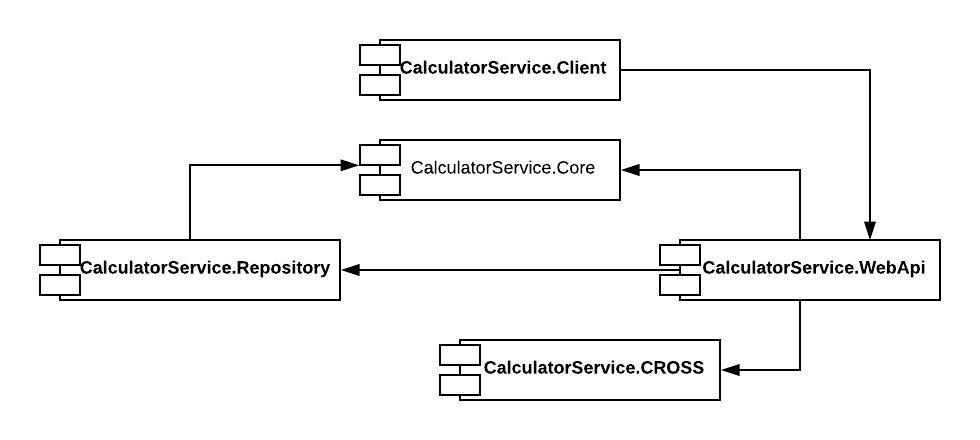 CalculatorService.Client
CalculatorService.Core
CalculatorService.Repository
CalculatorService.WebApi
CalculatorService.CROSS